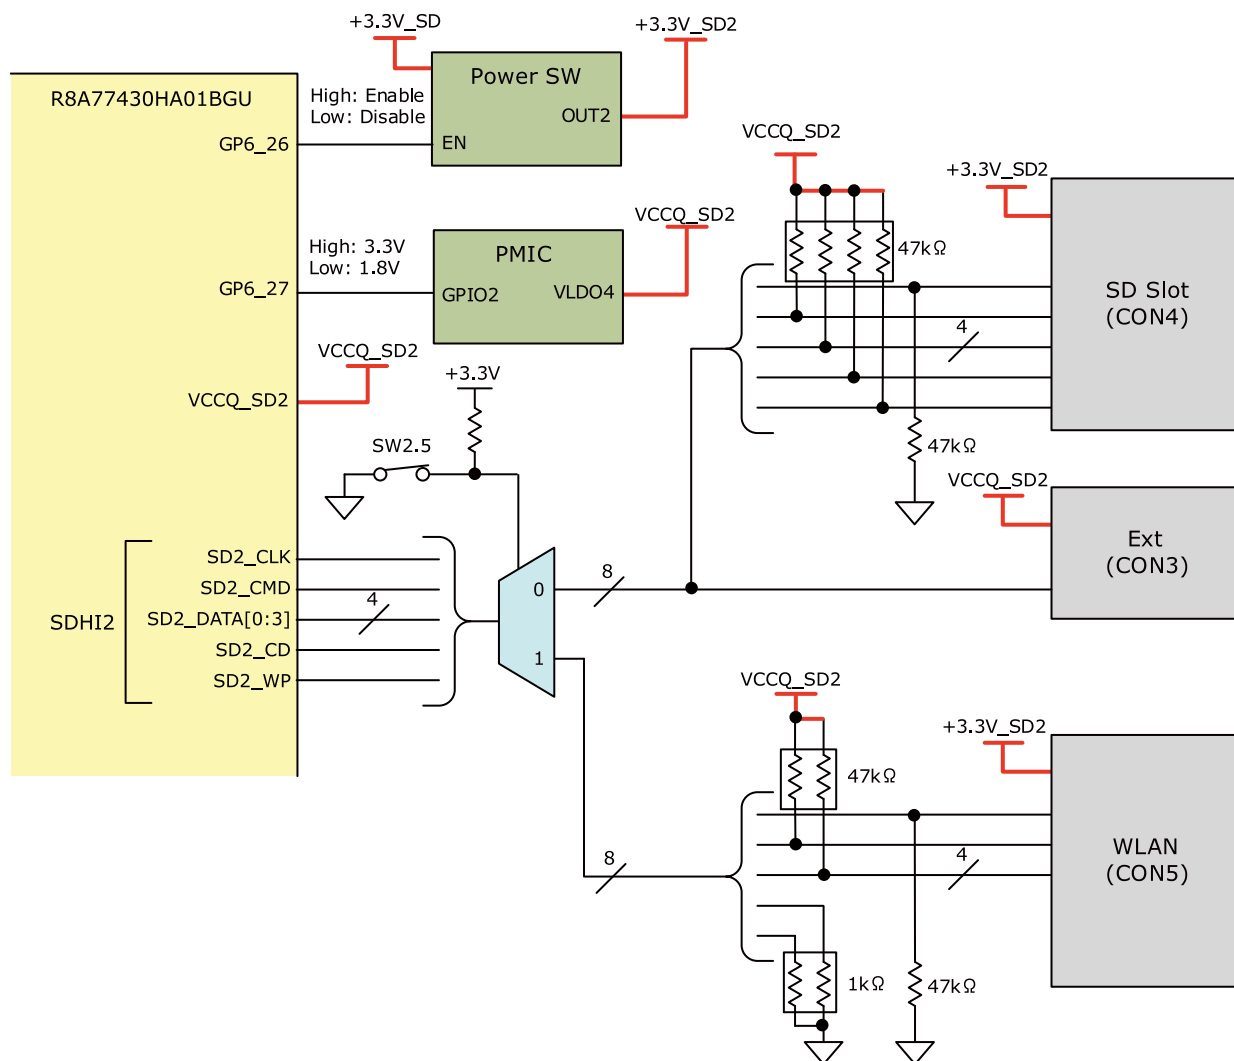 +3.3V_SD
+3.3V_SD2
Power SW
R8A77430HA01BGU
High: Enable
Low: Disable
OUT2
GP6_26
EN
VCCQ_SD2
+3.3V_SD2
VCCQ_SD2
High: 3.3V
Low: 1.8V
PMIC
47kΩ
GP6_27
GPIO2
VLDO4
SD Slot
(CON4)
4
VCCQ_SD2
+3.3V
VCCQ_SD2
SW2.5
47kΩ
VCCQ_SD2
Ext
(CON3)
SD2_CLK
8
0
SD2_CMD
4
SDHI2
SD2_DATA[0:3]
SD2_CD
1
SD2_WP
VCCQ_SD2
+3.3V_SD2
47kΩ
WLAN
(CON5)
8
4
1kΩ
47kΩ